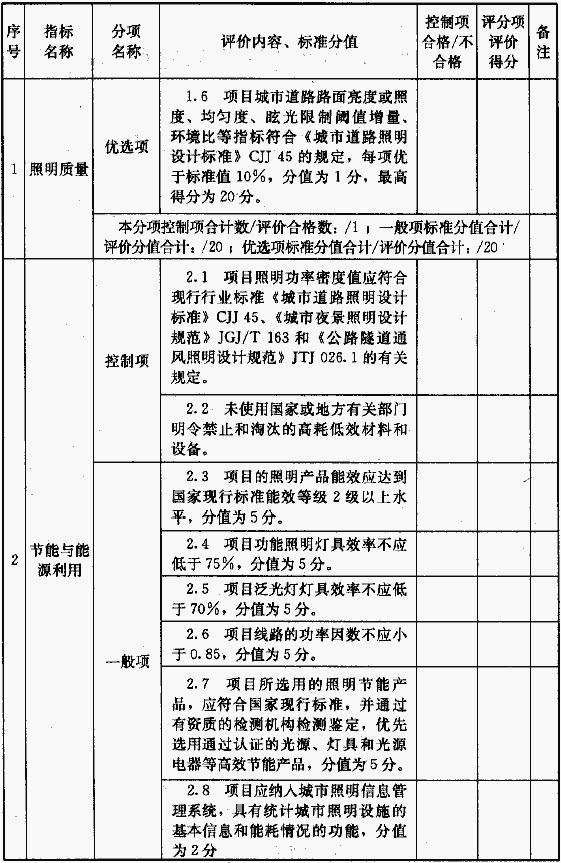 序号
指标名称
分项名称
评价内容、标准分值
控制项合格/不合格
评分项评价得分
备注
1
照明质量
优选项
1.6 项目城市道路路面亮度或照
度、均匀度、眩光限制阈值增量、
环境比等指标符合《城市道路照明
设计标准》CJJ 45 的规定，每项优
于标准值 10%，分值为 1 分，最高
得分为 20 分。
本分项控制项合计数/评价合格数：/1；一般项标准分值合计/
评价分值合计：/20；优选项标准分值合计/评价分值合计：/20
2
节能与能源利用
控制项
2.1 项目照明功率密度值应符合
现行行业标准《城市道路照明设计
标准》CJJ 45、《城市夜景照明设计
规范》JGJ/T 163 和《公路隧道通
风照明设计规范》JTJ 026.1 的有关
规定。
2.2 未使用国家或地方有关部门
明令禁止和淘汰的高耗低效材料和
设备。
一般项
2.3 项目的照明产品能效应达到
国家现行标准能效等级 2 级以上水
平，分值为 5 分。
2.4 项目功能照明灯具效率不应
低于 75%，分值为 5 分。
2.5 项目泛光灯灯具效率不应低
于 70%，分值为 5 分。
2.6 项目线路的功率因数不应小
于 0.85，分值为 5 分。
2.7 项目所选用的照明节能产
品，应符合国家现行标准，并通过
有资质的检测机构检测鉴定，优先
选用通过认证的光源、灯具和光源
电器等高效节能产品，分值为 5 分。
2.8 项目应纳入城市照明信息管
理系统，具有统计城市照明设施的
基本信息和能耗情况的功能，分值
为 2 分